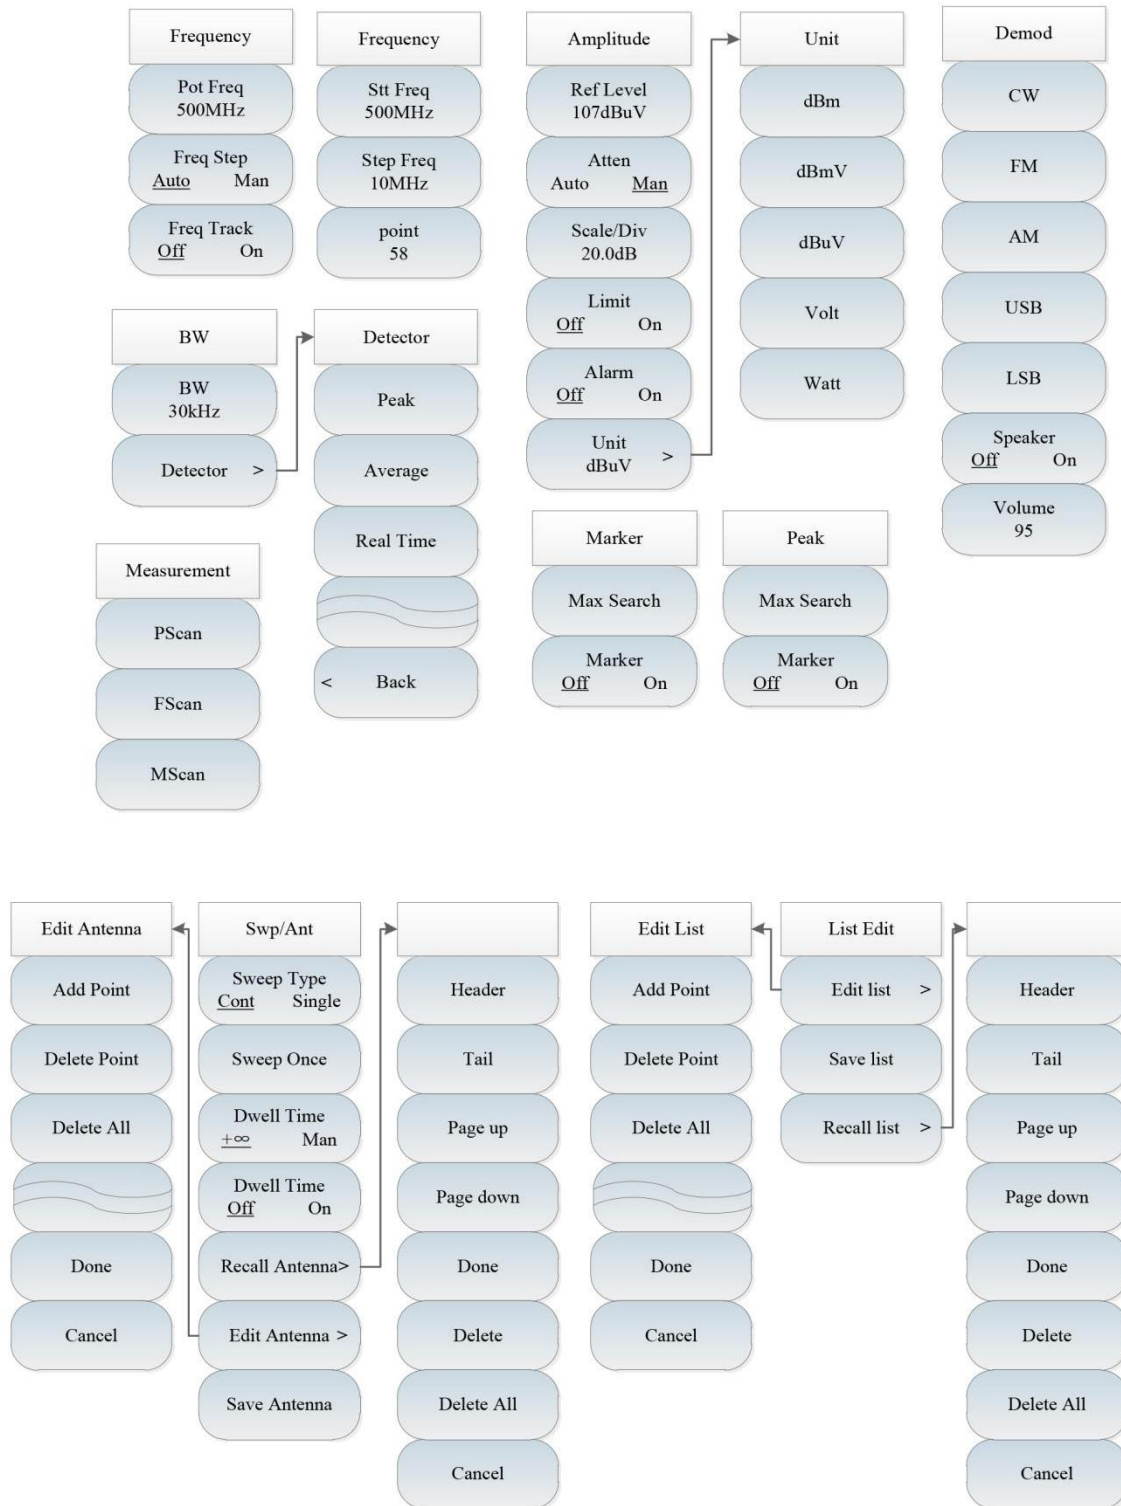 Frequency
Pot Freq
500MHz
Freq Step
Auto Man
Freq Track
Off On
Frequency
Stt Freq
500MHz
Step Freq
10MHz
point
58
Amplitude
Ref Level
107dBuV
Atten
Auto Man
Scale/Div
20.0dB
Limit
Off On
Alarm
Off On
Unit
dBuV >
Unit
dBm
dBmV
dBuV
Volt
Watt
Demod
CW
FM
AM
USB
LSB
Speaker
Off On
Volume
95
BW
BW
30kHz
Detector >
Detector
Peak
Average
Real Time
< Back
Marker
Max Search
Marker
Off On
Peak
Max Search
Marker
Off On
Measurement
PScan
FScan
MScan
Edit Antenna
Add Point
Delete Point
Delete All
Done
Cancel
Swp/Ant
Sweep Type
Cont Single
Sweep Once
Dwell Time
+∞ Man
Dwell Time
Off On
Recall Antenna>
Edit Antenna >
Save Antenna
Header
Tail
Page up
Page down
Done
Delete
Delete All
Cancel
Edit List
Add Point
Delete Point
Delete All
Done
Cancel
List Edit
Edit list >
Save list
Recall list >
Header
Tail
Page up
Page down
Done
Delete
Delete All
Cancel